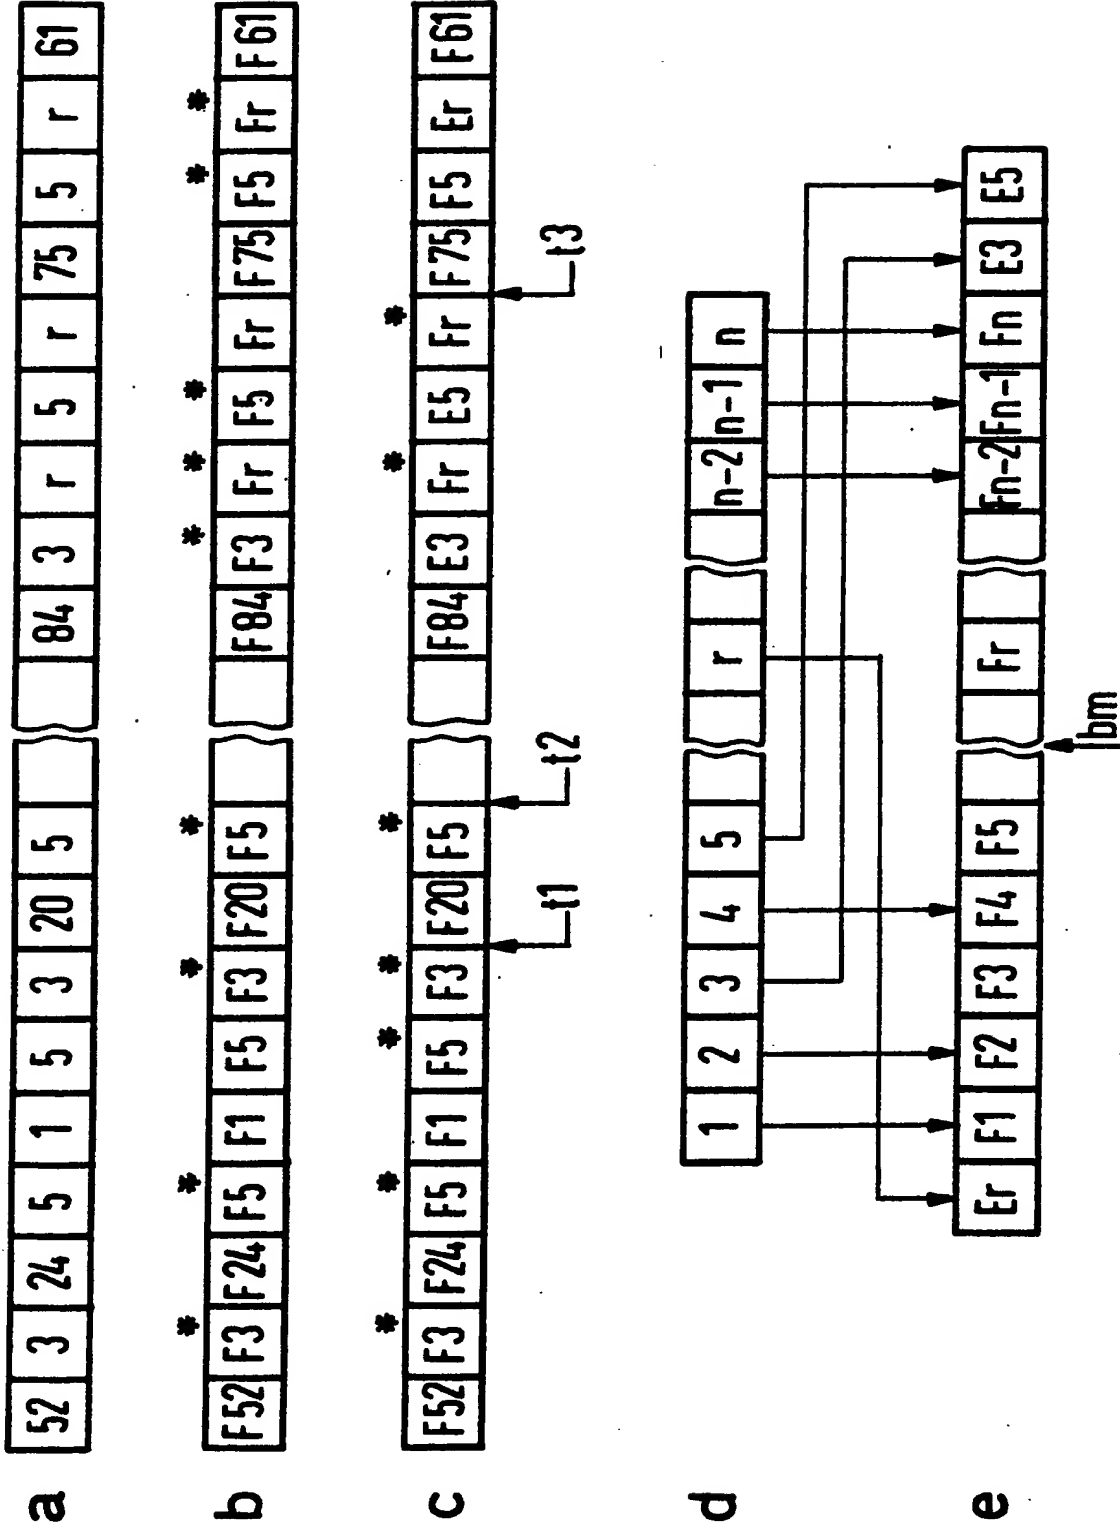 a 52 3 24 5 1 5 3 20 5 84 3 r 5 r 75 5 r 61
* * * * * * * * *
b F52 F3 F24 F5 F1 F5 F3 F20 F5 F84 F3 Fr F5 Fr F75 F5 Fr F61
* * * * * * *
c F52 F3 F24 F5 F1 F5 F3 F20 F5 F84 E3 Fr E5 Fr F75 F5 Er F61
t1 t2 t3
d 1 2 3 4 5 r n-2 n-1 n
e Er F1 F2 F3 F4 F5 Fr Fn-2 Fn-1 Fn E3 E5
bm